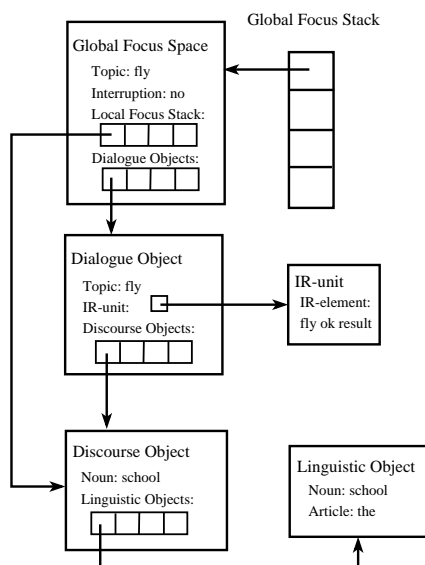 Global Focus Stack
Global Focus Space
Topic: fly
Interruption: no
Local Focus Stack:
Dialogue Objects:
Dialogue Object
Topic: fly
IR-unit:
Discourse Objects:
IR-unit
IR-element:
fly ok result
Discourse Object
Noun: school
Linguistic Objects:
Linguistic Object
Noun: school
Article: the